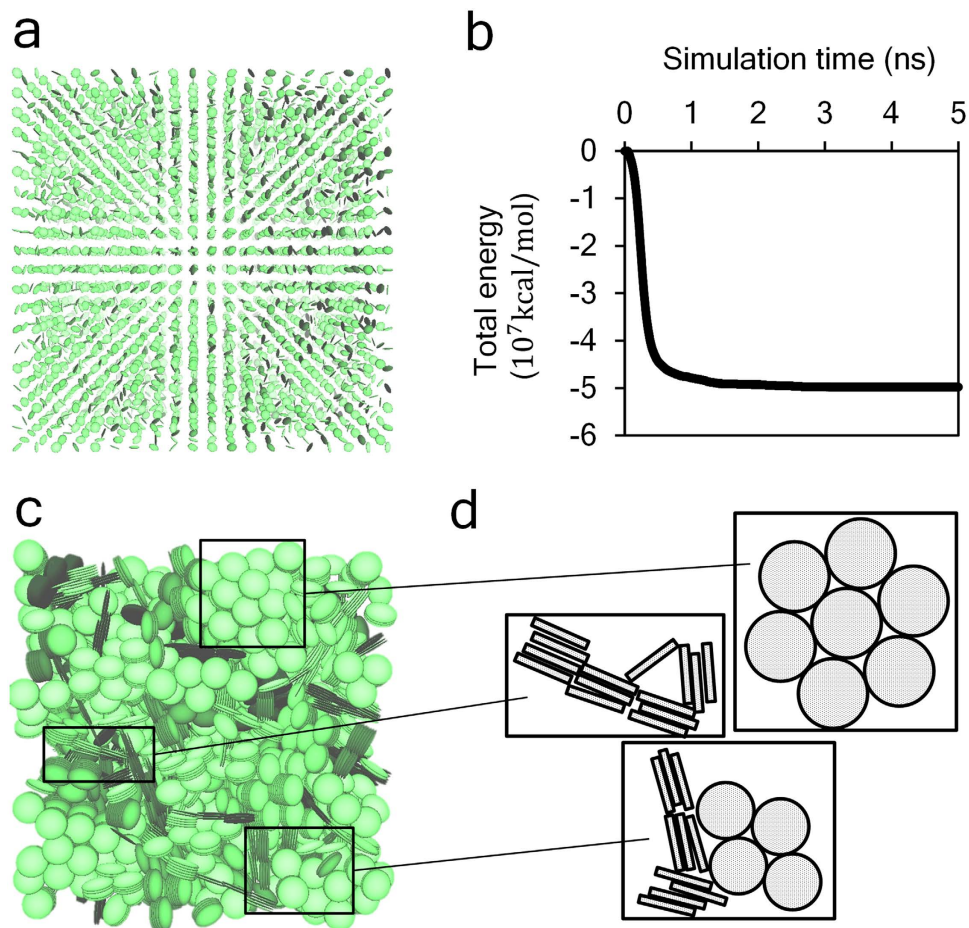 a
b
Simulation time (ns)
0 1 2 3 4 5
0
-1
-2
-3
-4
-5
-6
Total energy
(10⁷kcal/mol)
c
d